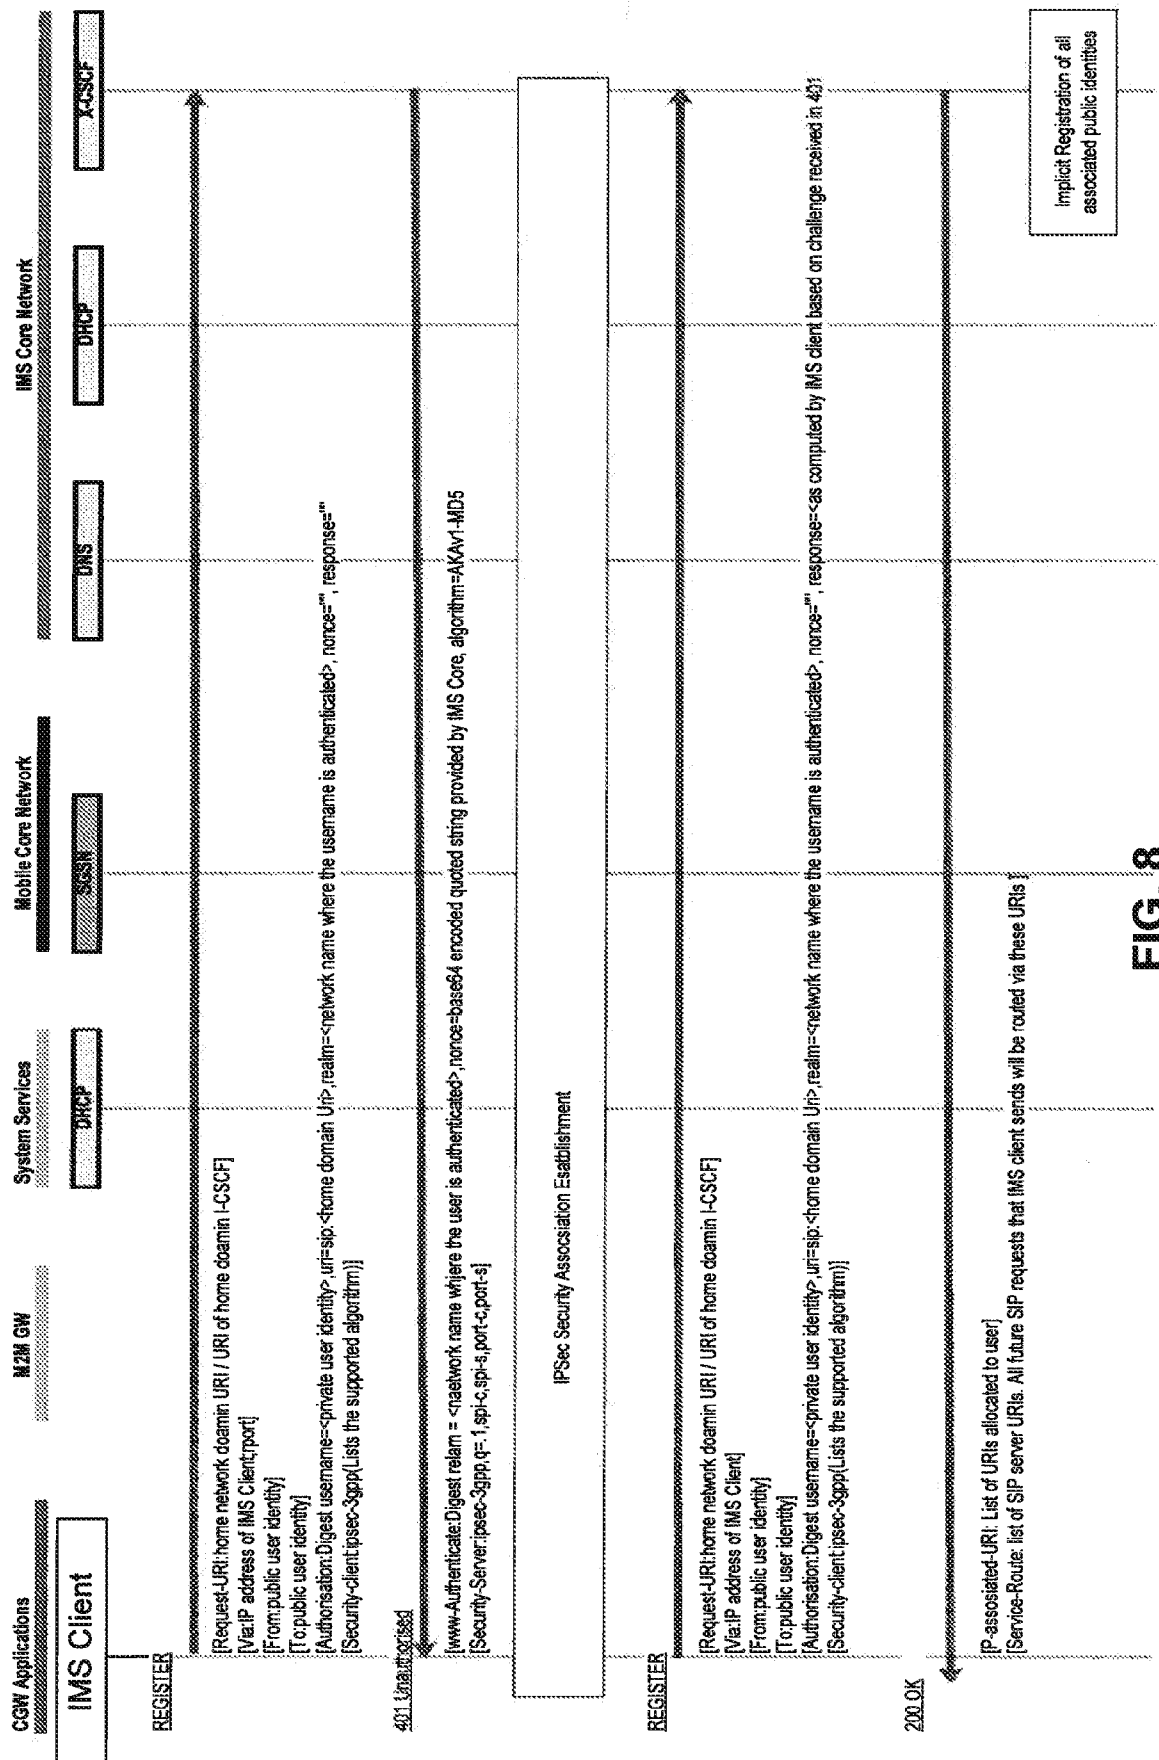 CGW Applications
M2M GW
System Services
Mobile Core Network
IMS Core Network
IMS Client
DHCP
SGSN
DNS
DHCP
X-CSCF
REGISTER
[Request-URI:home network doamin URI / URI of home doamin I-CSCF]
[Via:IP address of IMS Client;rport]
[From:public user identity]
[To:public user identity]
[Authorisation:Digest username=<private user identity>,uri=sip:<home domain Uri>,realm=<network name where the username is authenticated>, nonce="", response=""
[Security-client:ipsec-3gpp(Lists the supported algorithm)]
401 Unauthorised
[www-Authenticate:Digest relam = <naetwork name whjere the user is authenticated>,nonce=base64 encoded quoted string provided by IMS Core, algorithm=AKAv1-MD5
[Security-Server:ipsec-3gpp,q=.1,spi-c,spi-s,port-c,port-s]
IPSec Security Assocsiation Esatblishment
REGISTER
[Request-URI:home network doamin URI / URI of home doamin I-CSCF]
[Via:IP address of IMS Client]
[From:public user identity]
[To:public user identity]
[Authorisation:Digest username=<private user identity>,uri=sip:<home domain Uri>,realm=<network name where the username is authenticated>, nonce="", response=<as computed by IMS client based on challenge received in 401
[Security-client:ipsec-3gpp(Lists the supported algorithm)]
200 OK
[P-assosiated-URI: List of URIs allocated to user]
[Service-Route: list of SIP server URIs. All future SIP requests that IMS client sends will be routed via these URIs ]
Implicit Registration of all
associated public identities
FIG. 8